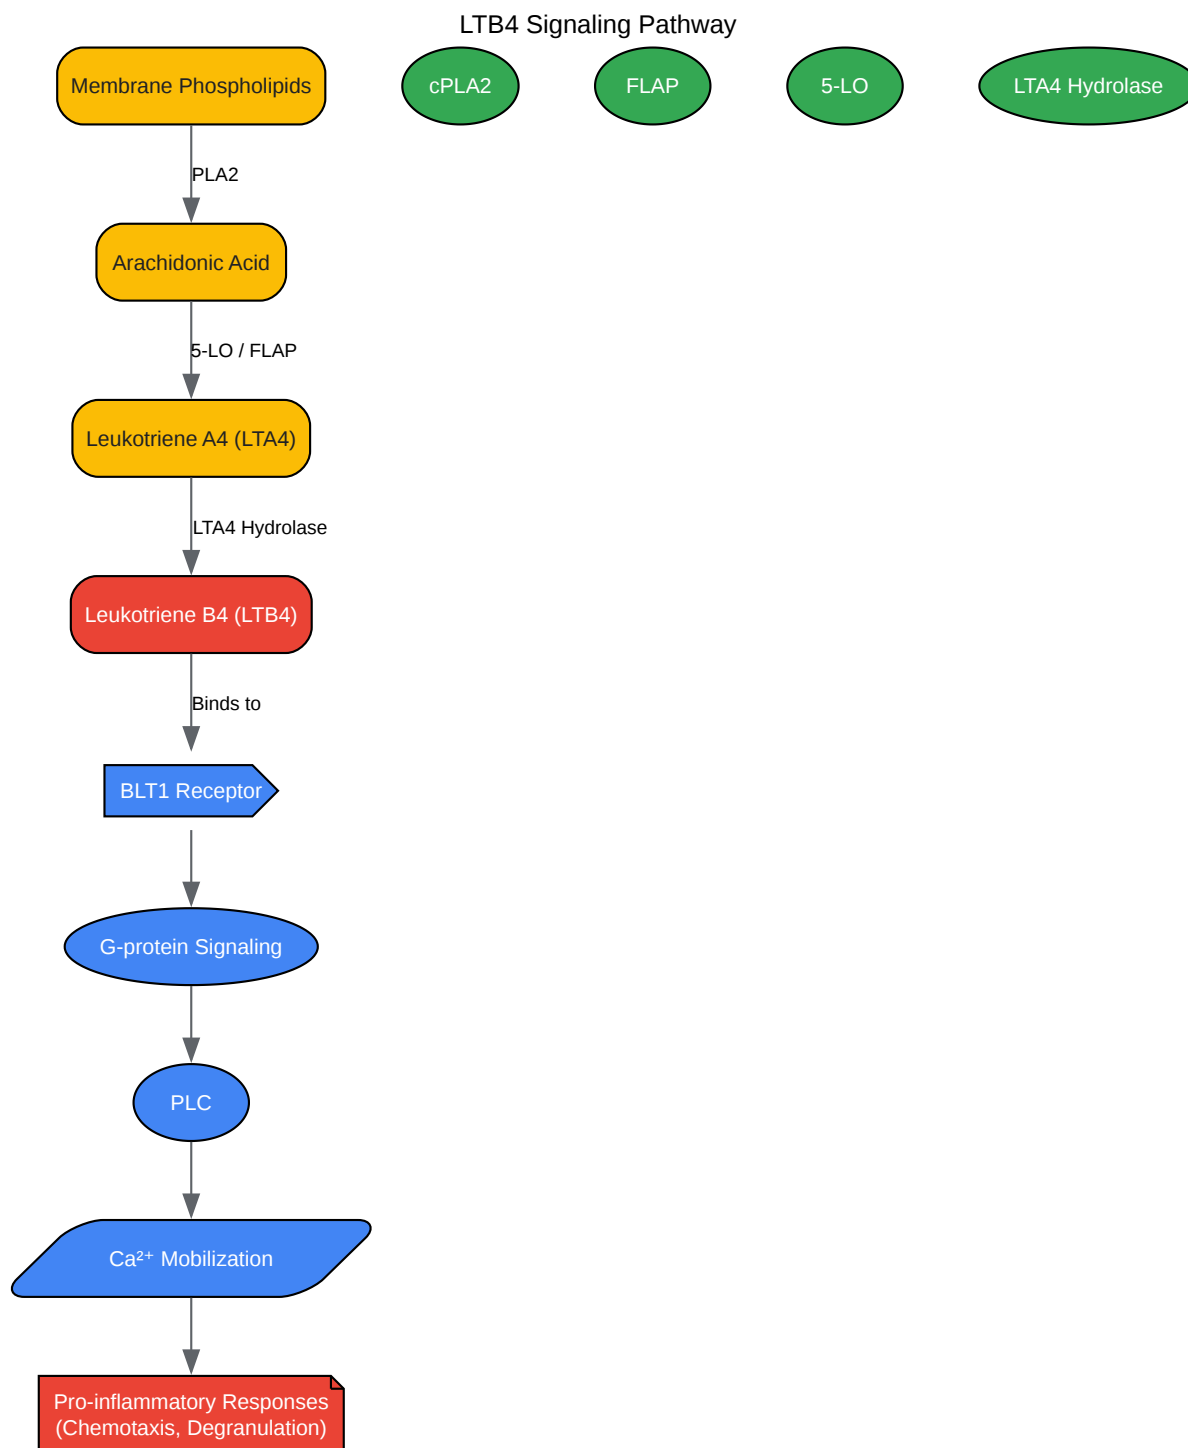 LTB4 Signaling Pathway
Membrane Phospholipids
cPLA2
FLAP
5-LO
LTA4 Hydrolase
PLA2
Arachidonic Acid
5-LO / FLAP
Leukotriene A4 (LTA4)
LTA4 Hydrolase
Leukotriene B4 (LTB4)
Binds to
BLT1 Receptor
G-protein Signaling
PLC
Ca²⁺ Mobilization
Pro-inflammatory Responses
(Chemotaxis, Degranulation)